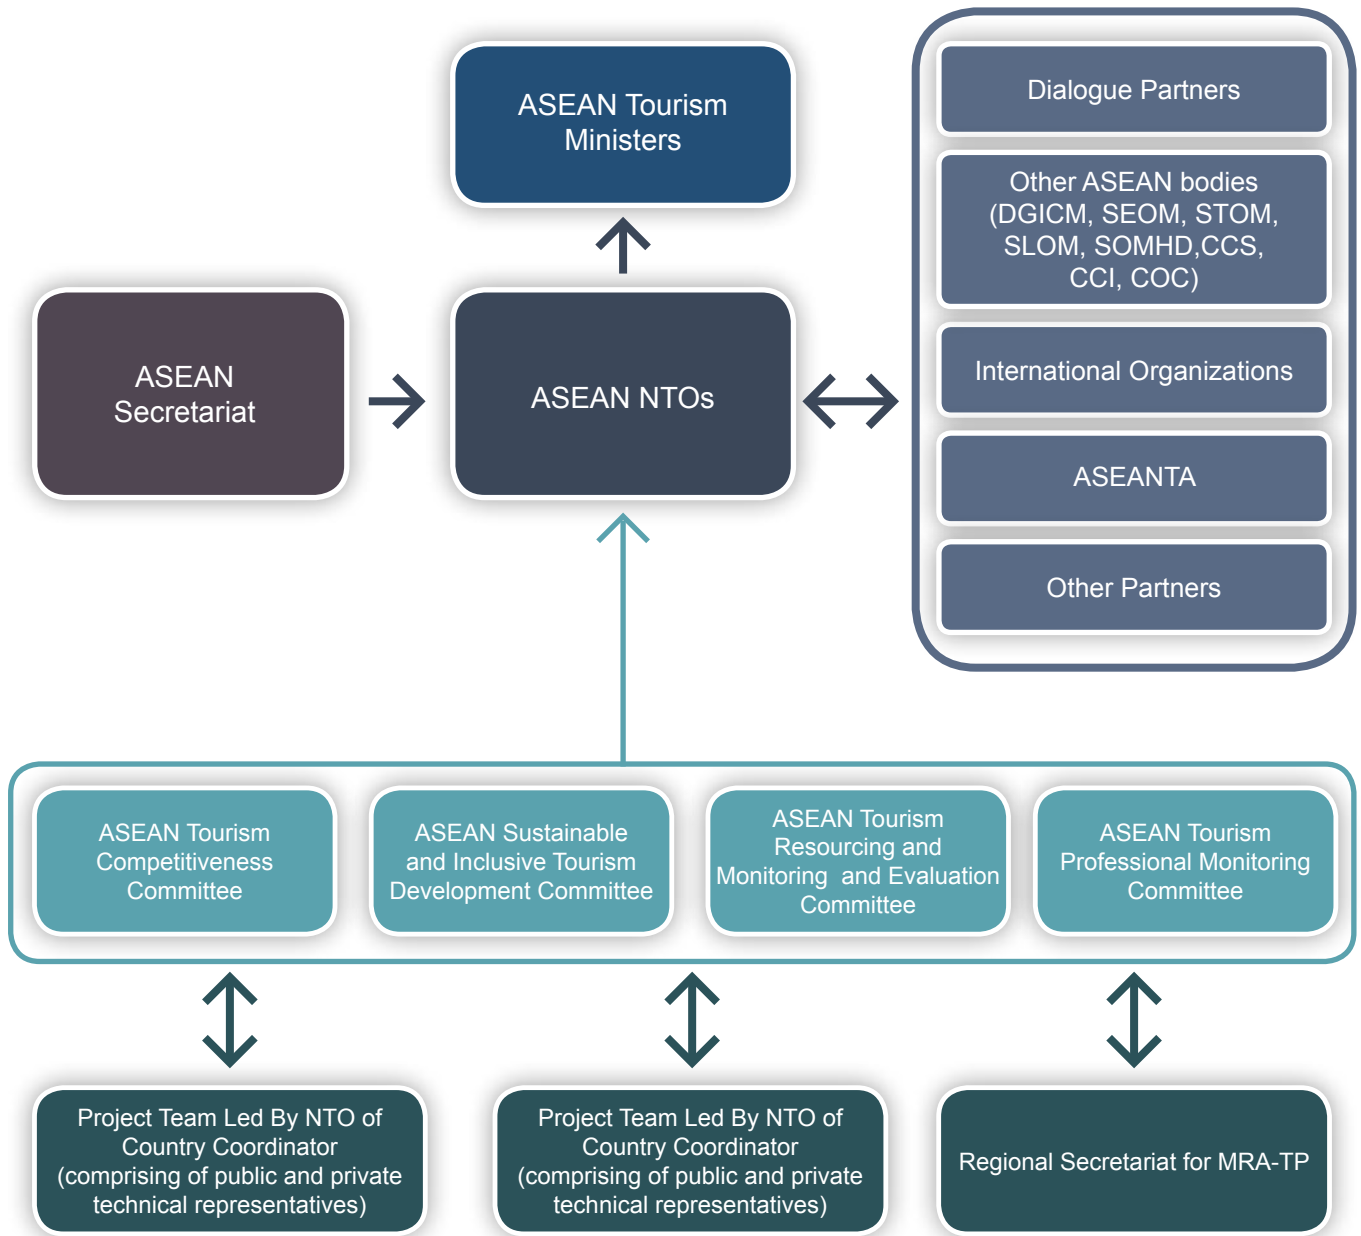 ASEAN Tourism
Ministers
Dialogue Partners
Other ASEAN bodies
(DGICM, SEOM, STOM,
SLOM, SOMHD,CCS,
CCI, COC)
International Organizations
ASEANTA
Other Partners
ASEAN
Secretariat
ASEAN NTOs
ASEAN Tourism
Competitiveness
Committee
ASEAN Sustainable
and Inclusive Tourism
Development Committee
ASEAN Tourism
Resourcing and
Monitoring  and Evaluation
Committee
ASEAN Tourism
Professional Monitoring
Committee
Project Team Led By NTO of
Country Coordinator
(comprising of public and private
technical representatives)
Project Team Led By NTO of
Country Coordinator
(comprising of public and private
technical representatives)
Regional Secretariat for MRA-TP